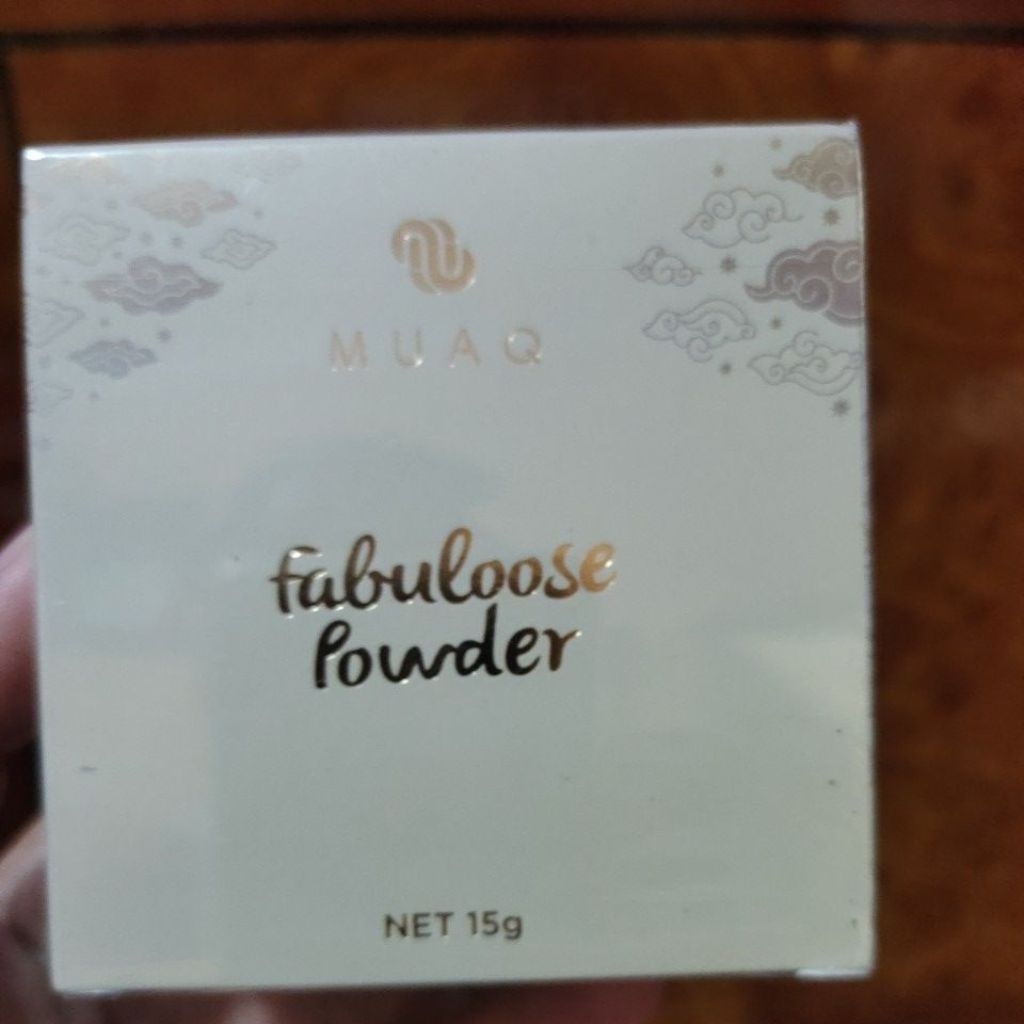 MUAQ
fabuloose
Powder
NET 15g